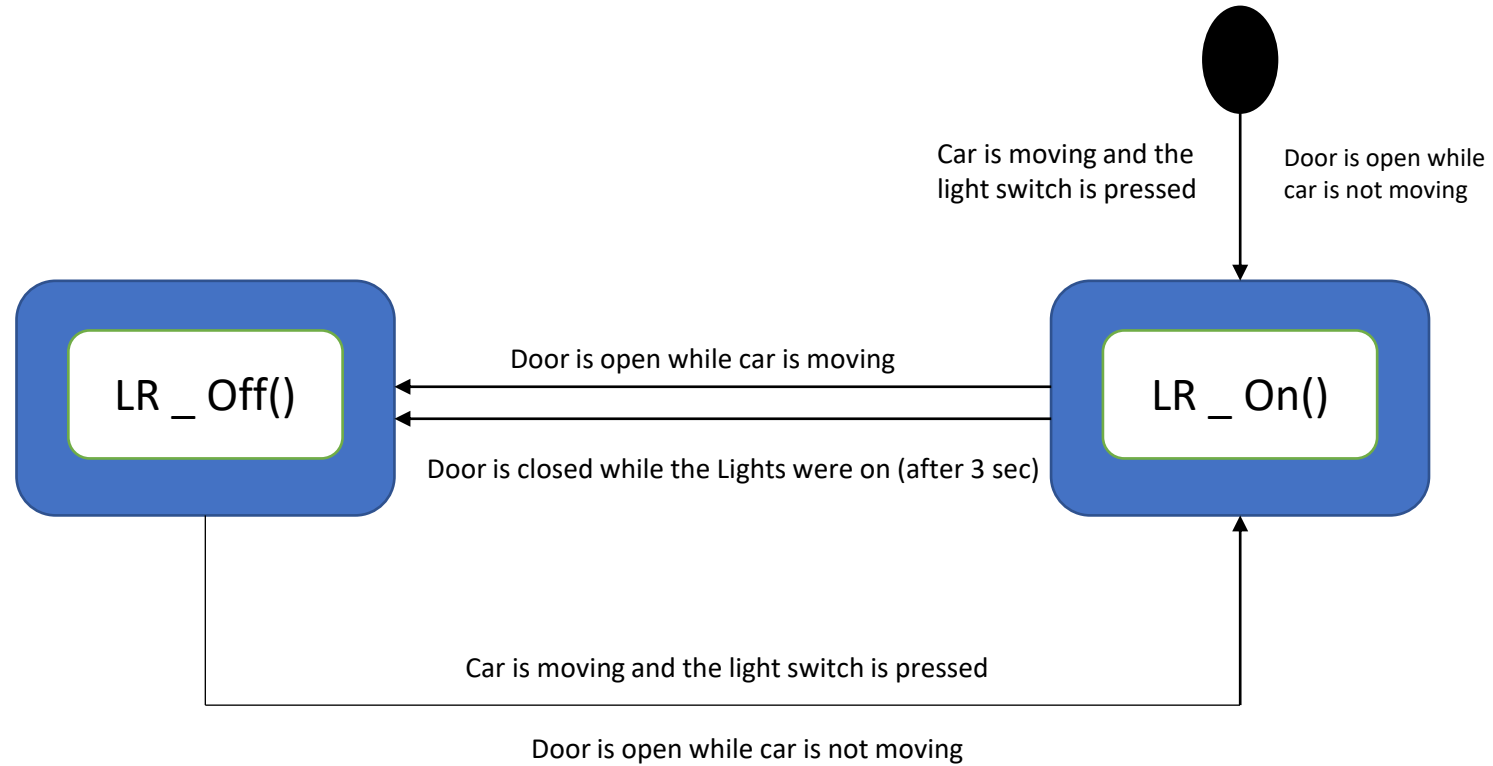 Car is moving and the
light switch is pressed
Door is open while
car is not moving
LR _ Off()
Door is open while car is moving
LR _ On()
Door is closed while the Lights were on (after 3 sec)
Car is moving and the light switch is pressed
Door is open while car is not moving